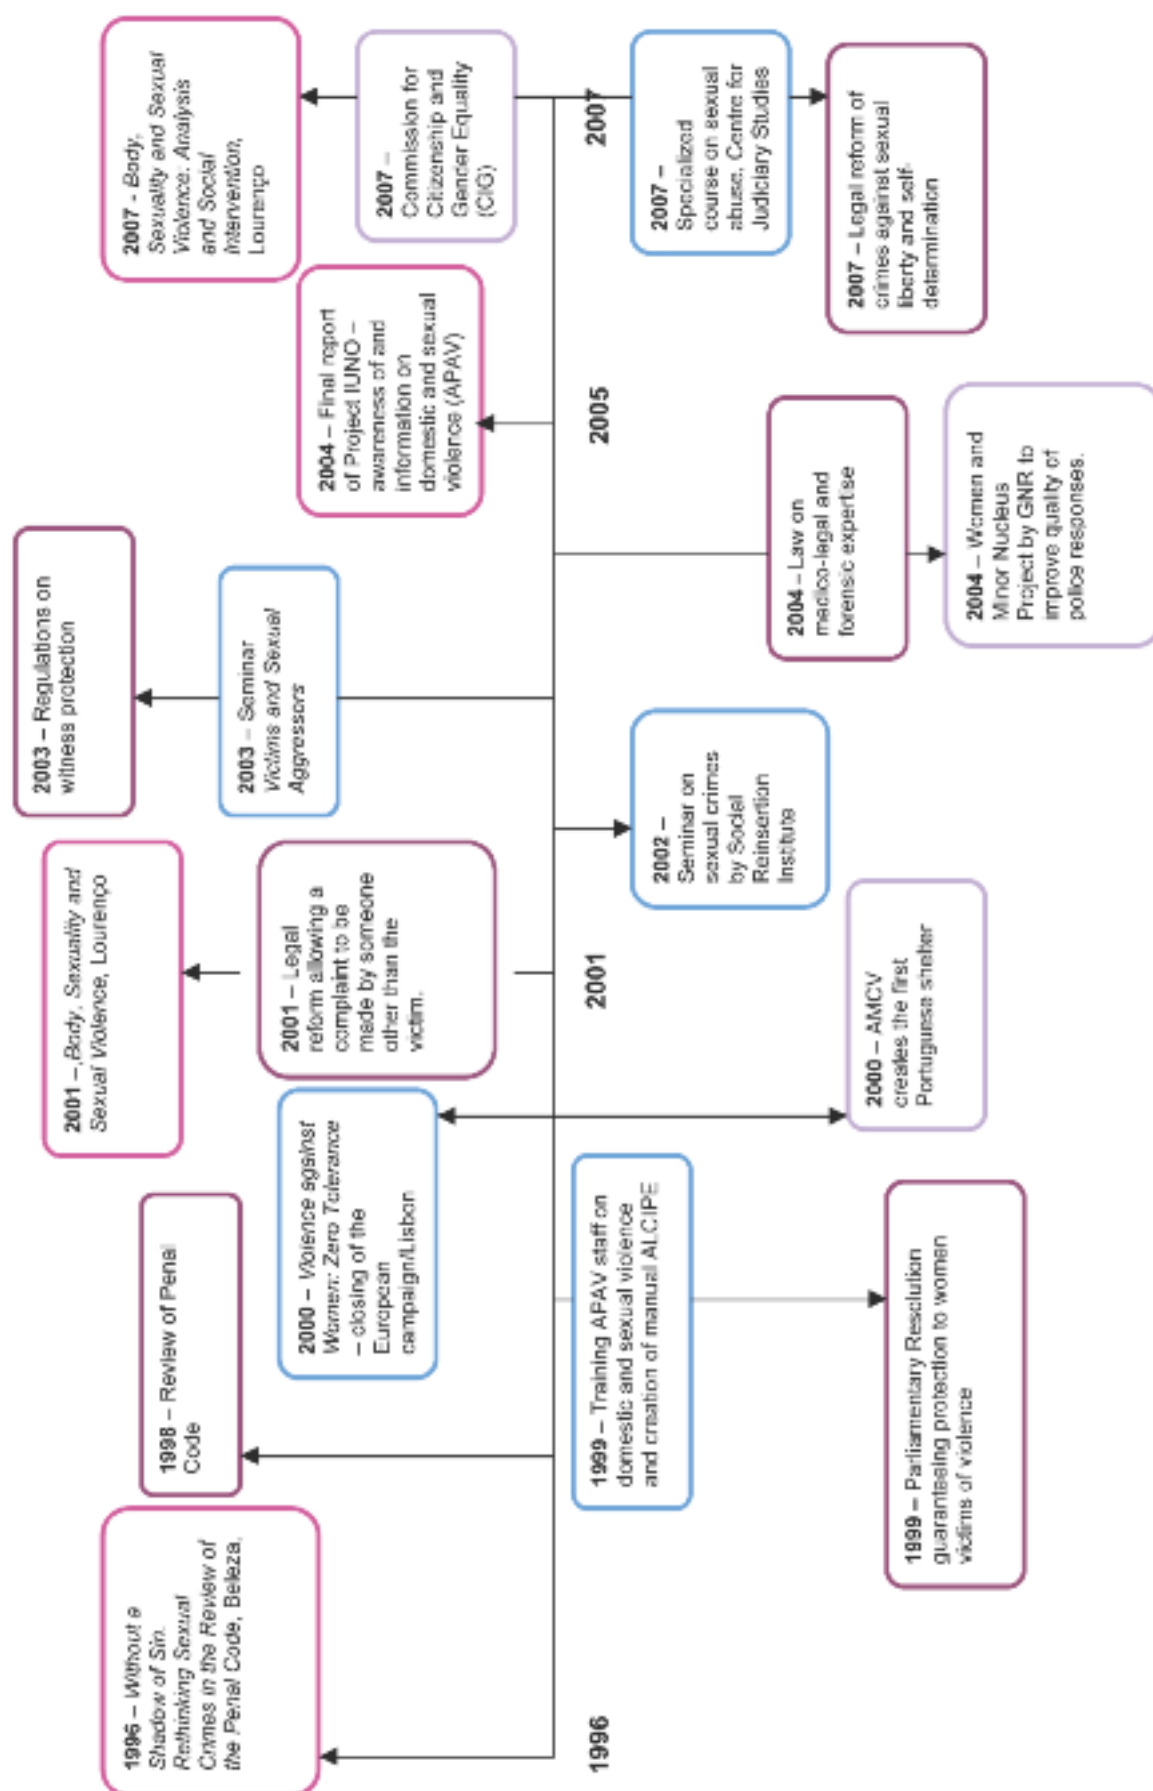 1996 – Without a
Shadow of Sin.
Rethinking Sexual
Crimes in the Review of
the Penal Code, Beleza,
1998 – Review of Penal
Code
2001 – ,Body, Sexuality and
Sexual Violence, Lourenço
2003 – Regulations on
witness protection
2007 - Body,
Sexuality and Sexual
Violence. Analysis
and Social
Intervention,
Lourenço
2000 – Violence against
Women: Zero Tolerance
– closing of the
European
campaign/Lisbon
2001 – Legal
reform allowing a
complaint to be
made by someone
other than the
victim.
2003 – Seminar
Victims and Sexual
Aggressors
2004 – Final report
of Project IUNO –
awareness of and
information on
domestic and sexual
violence (APAV)
2007 –
Commission for
Citizenship and
Gender Equality
(CIG)
1996
2001
2005
2007
1999 – Training APAV staff on
domestic and sexual violence
and creation of manual ALCIPE
2002 –
Seminar on
sexual crimes
by Social
Reinsertion
Institute
2007 –
Specialized
course on sexual
abuse, Centre for
Judiciary Studies
1999 – Parliamentary Resolution
guaranteeing protection to women
victims of violence
2000 – AMCV
creates the first
Portuguese shelter
2004 – Law on
medico-legal and
forensic expertise
2004 – Women and
Minor Nucleus
Project by GNR to
improve quality of
police responses.
2007 – Legal reform of
crimes against sexual
liberty and self-
determination